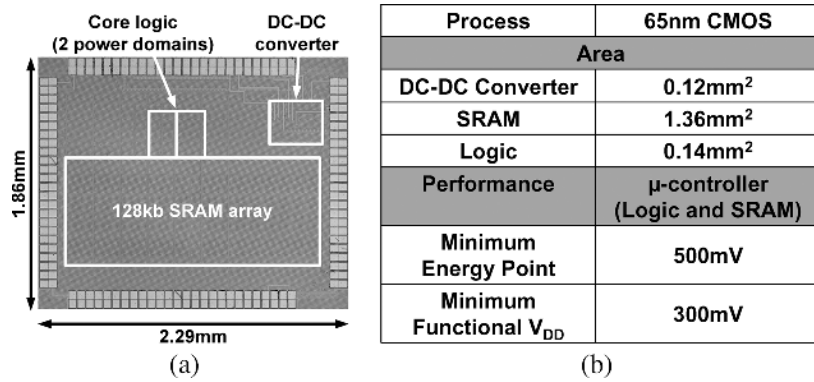 Core logic
(2 power domains)
DC-DC
converter
1.86mm
128kb SRAM array
2.29mm
(a)
Process 65nm CMOS
Area
DC-DC Converter 0.12mm²
SRAM 1.36mm²
Logic 0.14mm²
Performance μ-controller
(Logic and SRAM)
Minimum
Energy Point 500mV
Minimum
Functional V_DD 300mV
(b)